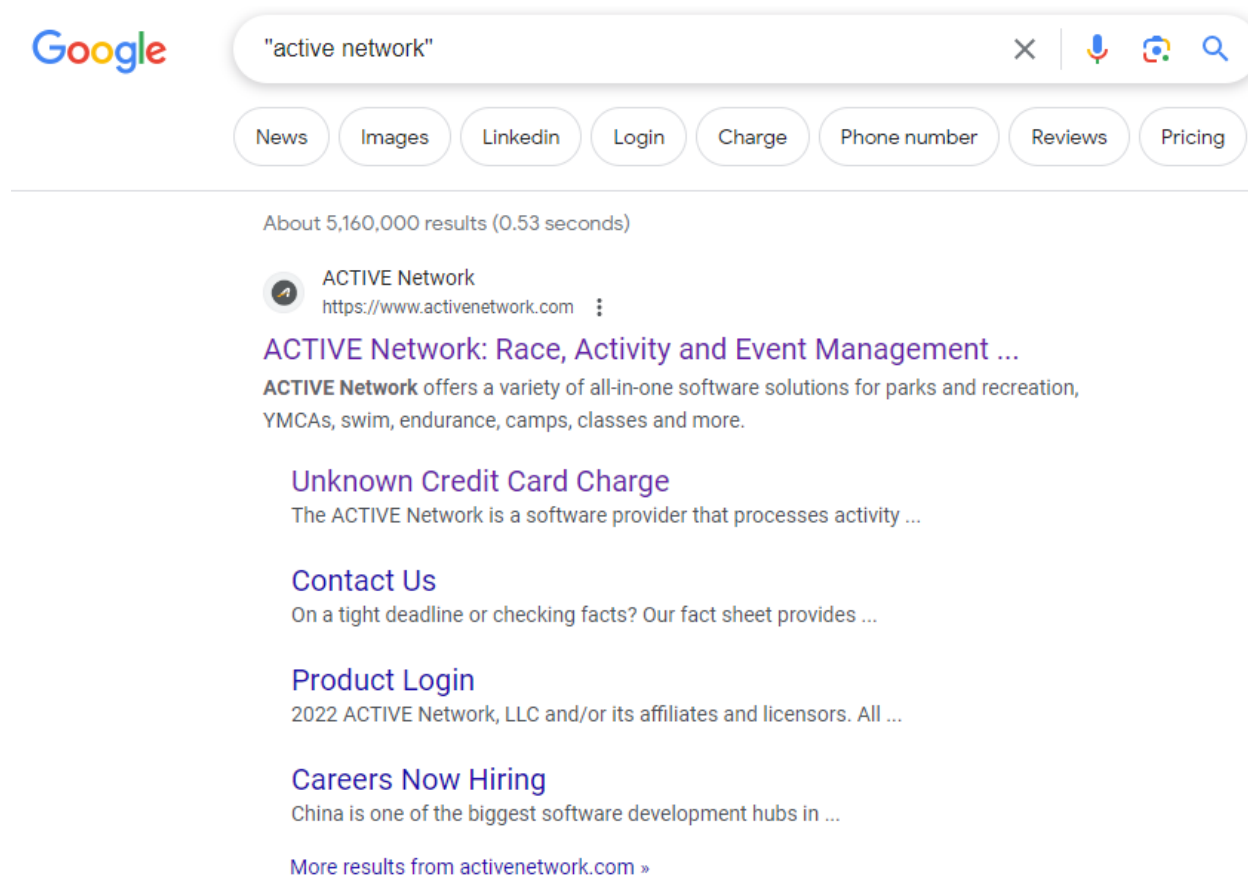 Google
"active network"
News Images Linkedin Login Charge Phone number Reviews Pricing
About 5,160,000 results (0.53 seconds)
ACTIVE Network
https://www.activenetwork.com
ACTIVE Network: Race, Activity and Event Management ...
ACTIVE Network offers a variety of all-in-one software solutions for parks and recreation,
YMCAs, swim, endurance, camps, classes and more.
Unknown Credit Card Charge
The ACTIVE Network is a software provider that processes activity ...
Contact Us
On a tight deadline or checking facts? Our fact sheet provides ...
Product Login
2022 ACTIVE Network, LLC and/or its affiliates and licensors. All ...
Careers Now Hiring
China is one of the biggest software development hubs in ...
More results from activenetwork.com »